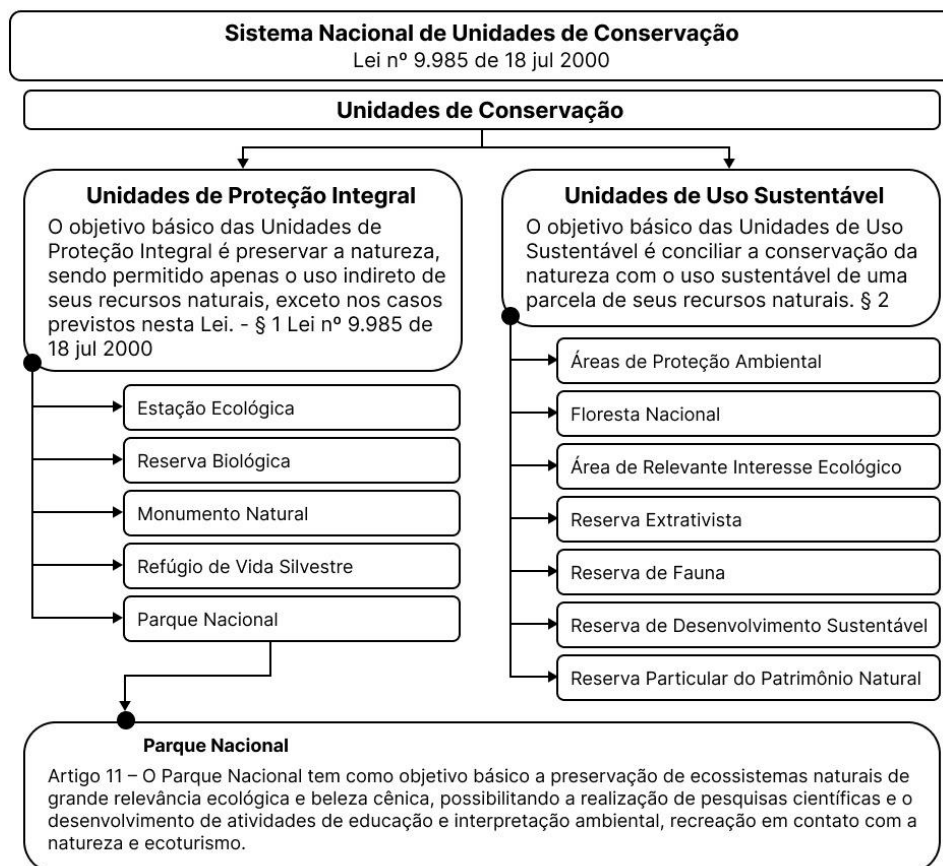 Sistema Nacional de Unidades de Conservação
Lei nº 9.985 de 18 jul 2000
Unidades de Conservação
Unidades de Proteção Integral
O objetivo básico das Unidades de
Proteção Integral é preservar a natureza,
sendo permitido apenas o uso indireto de
seus recursos naturais, exceto nos casos
previstos nesta Lei. - § 1 Lei nº 9.985 de
18 jul 2000
Estação Ecológica
Reserva Biológica
Monumento Natural
Refúgio de Vida Silvestre
Parque Nacional
Unidades de Uso Sustentável
O objetivo básico das Unidades de Uso
Sustentável é conciliar a conservação da
natureza com o uso sustentável de uma
parcela de seus recursos naturais. § 2
Áreas de Proteção Ambiental
Floresta Nacional
Área de Relevante Interesse Ecológico
Reserva Extrativista
Reserva de Fauna
Reserva de Desenvolvimento Sustentável
Reserva Particular do Patrimônio Natural
Parque Nacional
Artigo 11 – O Parque Nacional tem como objetivo básico a preservação de ecossistemas naturais de
grande relevância ecológica e beleza cênica, possibilitando a realização de pesquisas científicas e o
desenvolvimento de atividades de educação e interpretação ambiental, recreação em contato com a
natureza e ecoturismo.